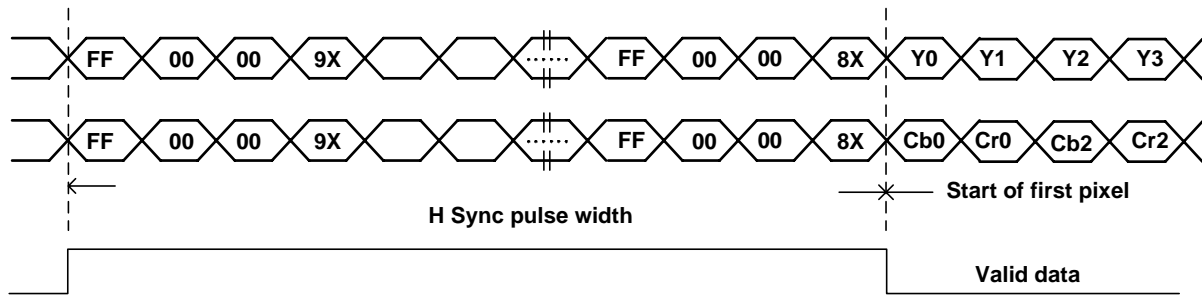 FF 00 00 9X ...... FF 00 00 8X Y0 Y1 Y2 Y3
FF 00 00 9X ...... FF 00 00 8X Cb0 Cr0 Cb2 Cr2
Start of first pixel
H Sync pulse width
Valid data